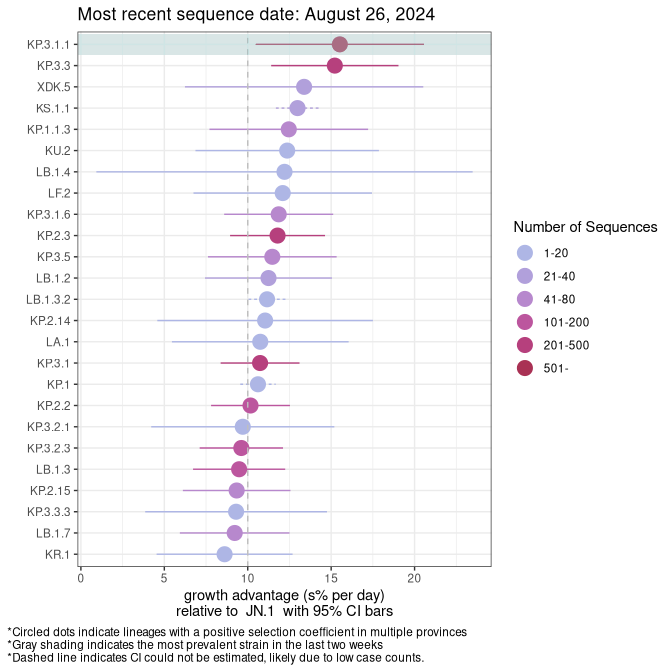 Most recent sequence date: August 26, 2024
KP.3.1.1
KP.3.3
XDK.5
KS.1.1
KP.1.1.3
KU.2
LB.1.4
LF.2
KP.3.1.6
KP.2.3
KP.3.5
LB.1.2
LB.1.3.2
KP.2.14
LA.1
KP.3.1
KP.1
KP.2.2
KP.3.2.1
KP.3.2.3
LB.1.3
KP.2.15
KP.3.3.3
LB.1.7
KR.1
0 5 10 15 20
growth advantage (s% per day)
relative to JN.1 with 95% CI bars
Number of Sequences
1-20
21-40
41-80
101-200
201-500
501-
*Circled dots indicate lineages with a positive selection coefficient in multiple provinces
*Gray shading indicates the most prevalent strain in the last two weeks
*Dashed line indicates CI could not be estimated, likely due to low case counts.